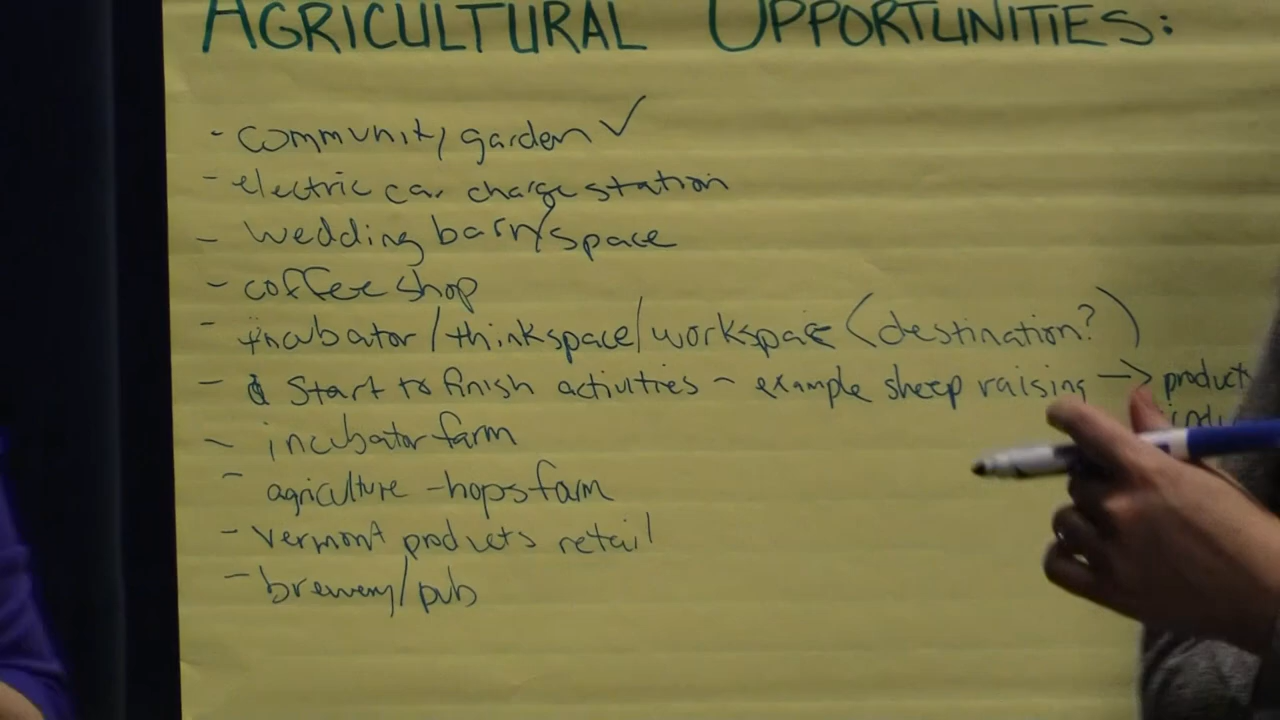 AGRICULTURAL OPPORTUNITIES:
- community garden ✓
- electric car charge station
- wedding barn/space
- coffee shop
- incubator/thinkspace/workspace (destination?)
- Start to finish activities - example sheep raising → product
- incubator farm
- agriculture - hops farm
- Vermont products retail
- brewery/pub